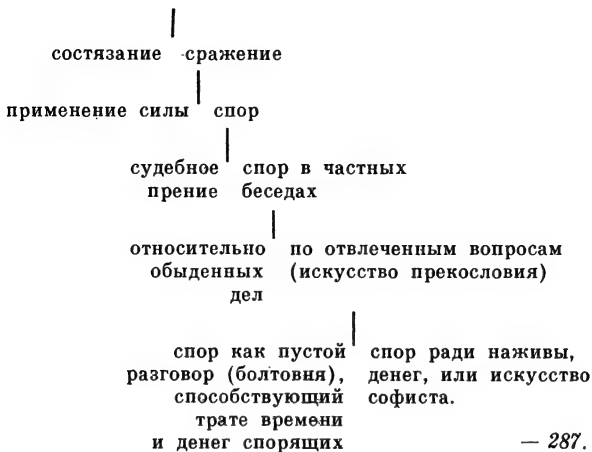 состязание сражение
применение силы спор
судебное спор в частных
прение беседах
относительно по отвлеченным вопросам
обыденных (искусство прекословия)
дел
спор как пустой спор ради наживы,
разговор (болтовня), денег, или искусство
способствующий софиста.
трате времени
и денег спорящих — 287.